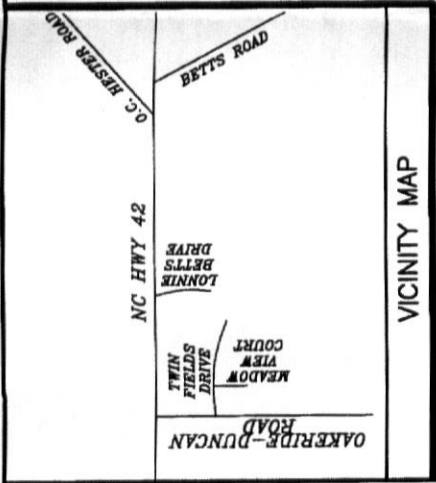 O.C. HESTER ROAD
BETTS ROAD
NC HWY 42
LONNIE
BETTS
DRIVE
TWIN
FIELDS
DRIVE
MEADOW
VIEW
COURT
OAKERIDE-DUNCAN
ROAD
VICINITY MAP